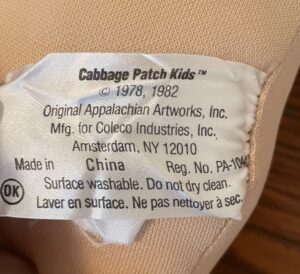 Cabbage Patch Kids™
© 1978, 1982
Original Appalachian Artworks, Inc.
Mfg. for Coleco Industries, Inc.
Amsterdam, NY 12010
Made in China Reg. No.
OK
Surface washable. Do not dry clean.
Laver en surface. Ne pas nettoyer à sec.